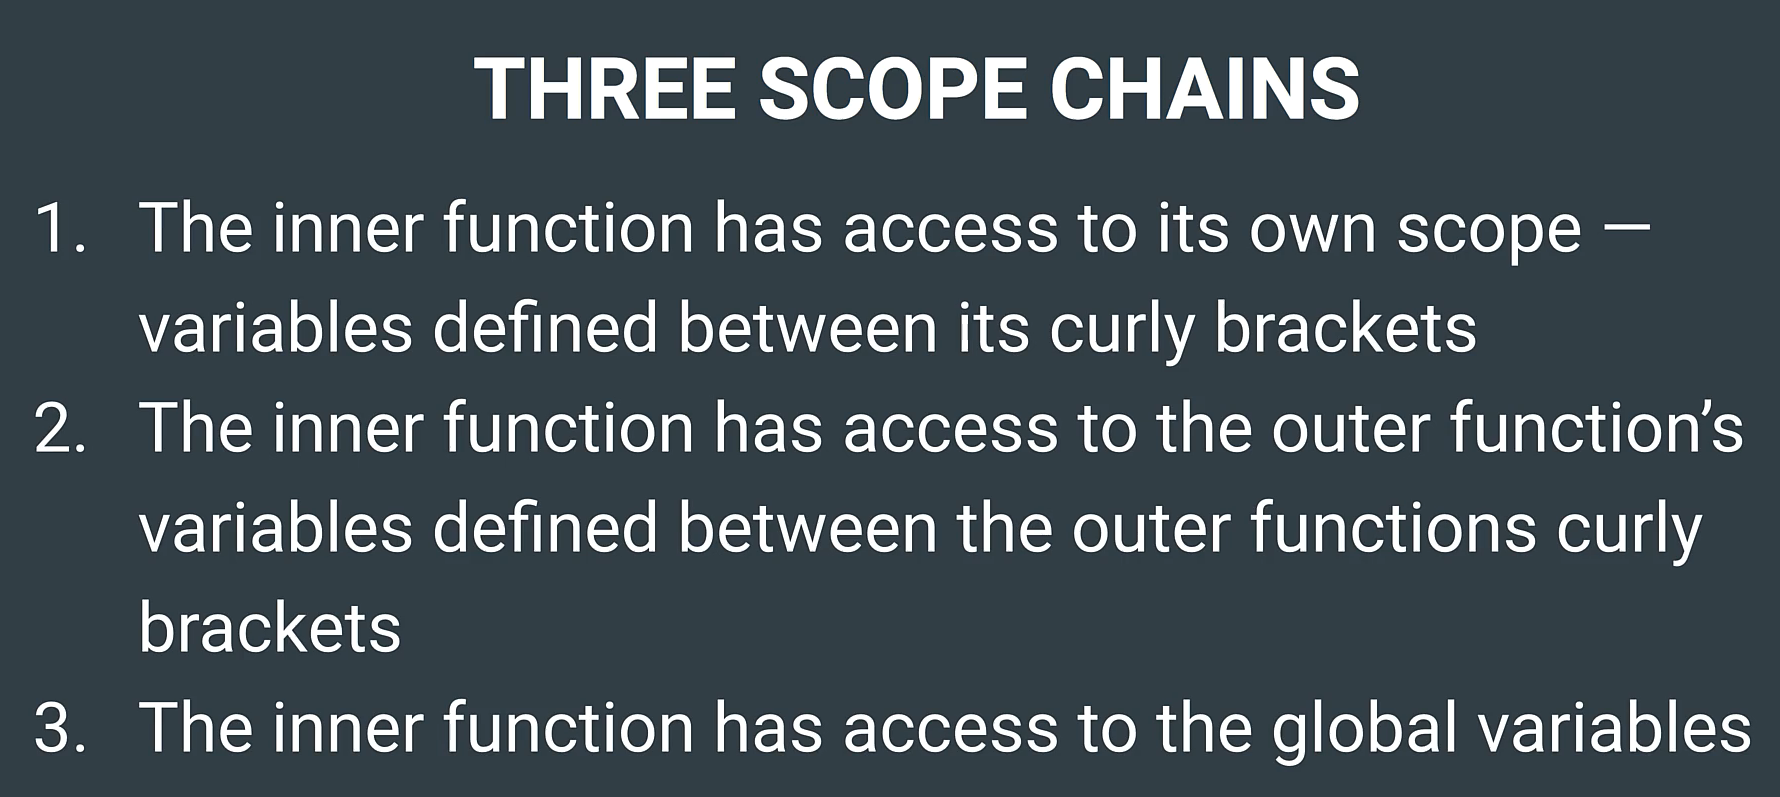 THREE SCOPE CHAINS
1. The inner function has access to its own scope —
variables defined between its curly brackets
2. The inner function has access to the outer function’s
variables defined between the outer functions curly
brackets
3. The inner function has access to the global variables